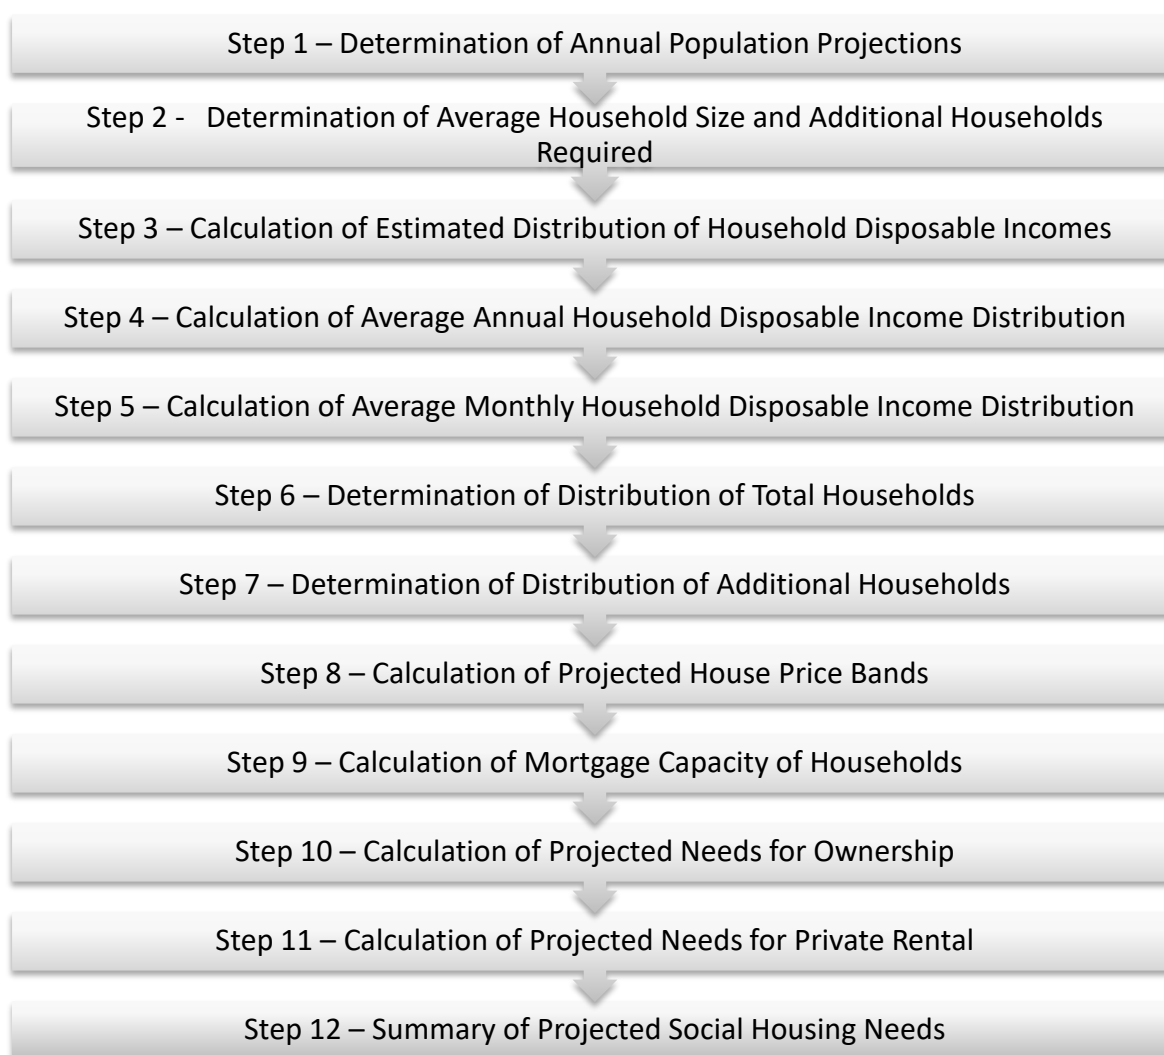 Step 1 – Determination of Annual Population Projections
Step 2 -   Determination of Average Household Size and Additional Households
Required
Step 3 – Calculation of Estimated Distribution of Household Disposable Incomes
Step 4 – Calculation of Average Annual Household Disposable Income Distribution
Step 5 – Calculation of Average Monthly Household Disposable Income Distribution
Step 6 – Determination of Distribution of Total Households
Step 7 – Determination of Distribution of Additional Households
Step 8 – Calculation of Projected House Price Bands
Step 9 – Calculation of Mortgage Capacity of Households
Step 10 – Calculation of Projected Needs for Ownership
Step 11 – Calculation of Projected Needs for Private Rental
Step 12 – Summary of Projected Social Housing Needs